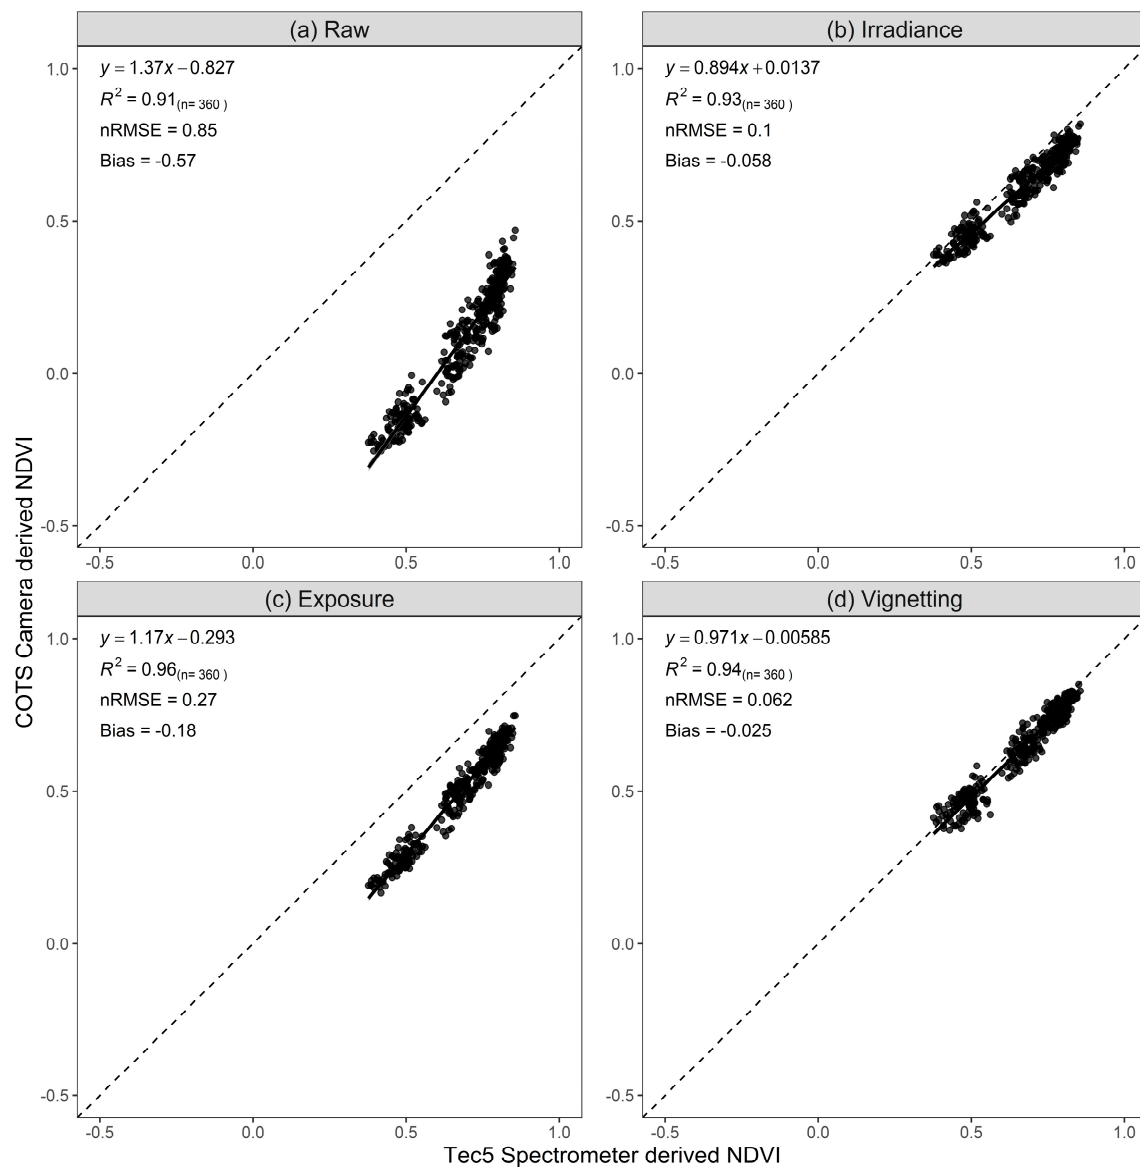 (a) Raw
y = 1.37x − 0.827
R² = 0.91(n= 360 )
nRMSE = 0.85
Bias = -0.57
1.0
0.5
0.0
-0.5
-0.5 0.0 0.5 1.0
(b) Irradiance
y = 0.894x + 0.0137
R² = 0.93(n= 360 )
nRMSE = 0.1
Bias = -0.058
1.0
0.5
0.0
-0.5
-0.5 0.0 0.5 1.0
(c) Exposure
y = 1.17x − 0.293
R² = 0.96(n= 360 )
nRMSE = 0.27
Bias = -0.18
1.0
0.5
0.0
-0.5
-0.5 0.0 0.5 1.0
(d) Vignetting
y = 0.971x − 0.00585
R² = 0.94(n= 360 )
nRMSE = 0.062
Bias = -0.025
1.0
0.5
0.0
-0.5
-0.5 0.0 0.5 1.0
COTS Camera derived NDVI
Tec5 Spectrometer derived NDVI